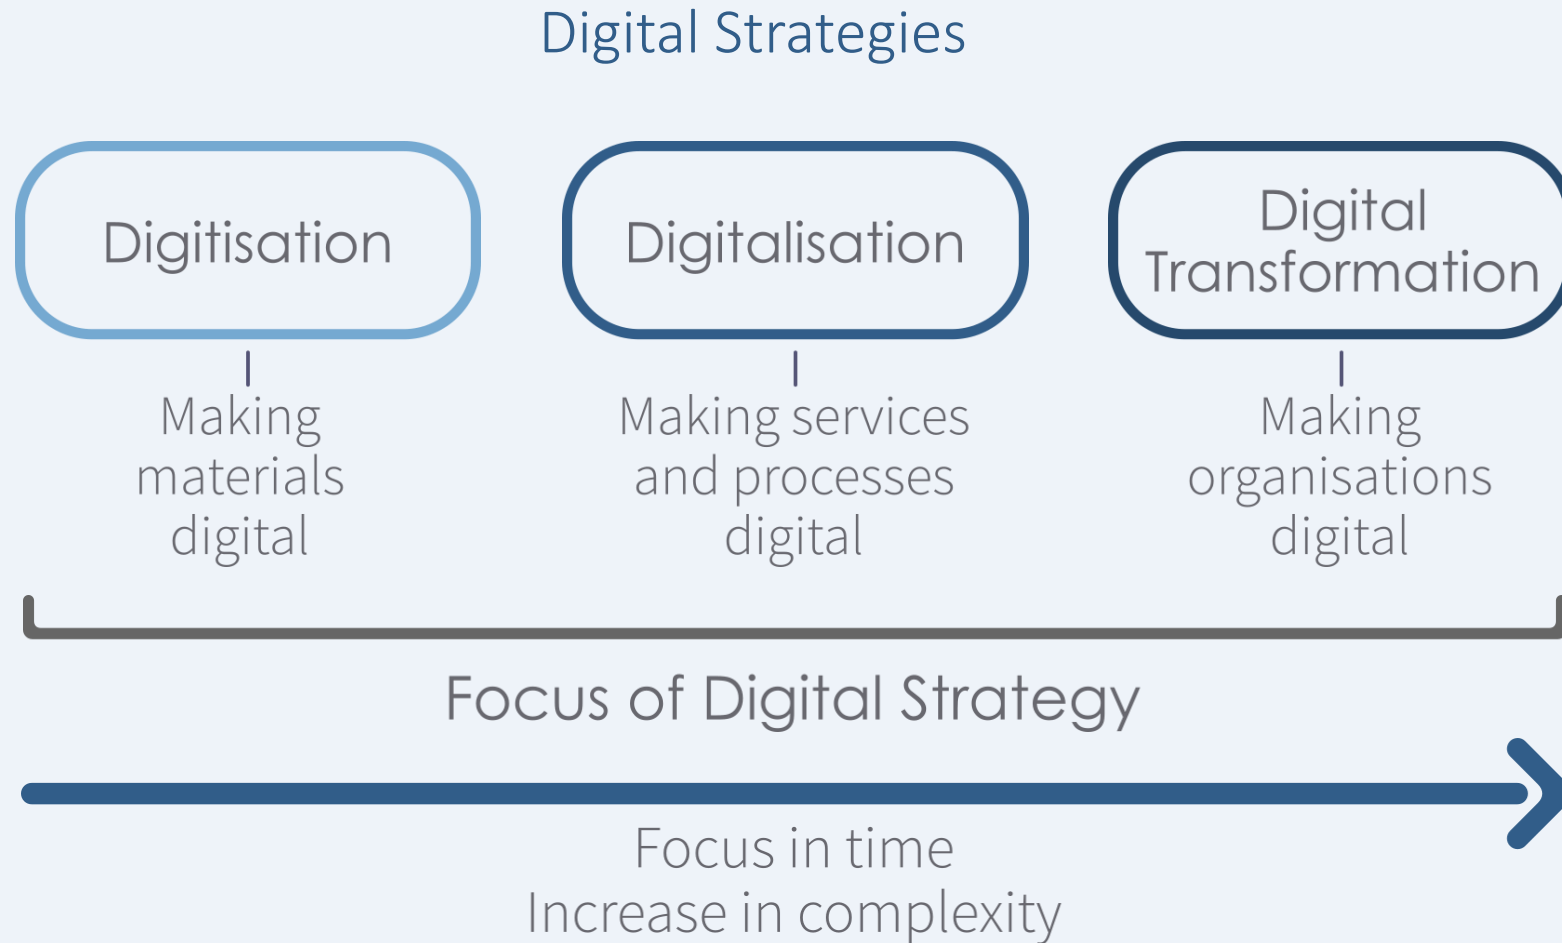 Digital Strategies
Digitisation
Digitalisation
Digital
Transformation
Making
materials
digital
Making services
and processes
digital
Making
organisations
digital
Focus of Digital Strategy
Focus in time
Increase in complexity